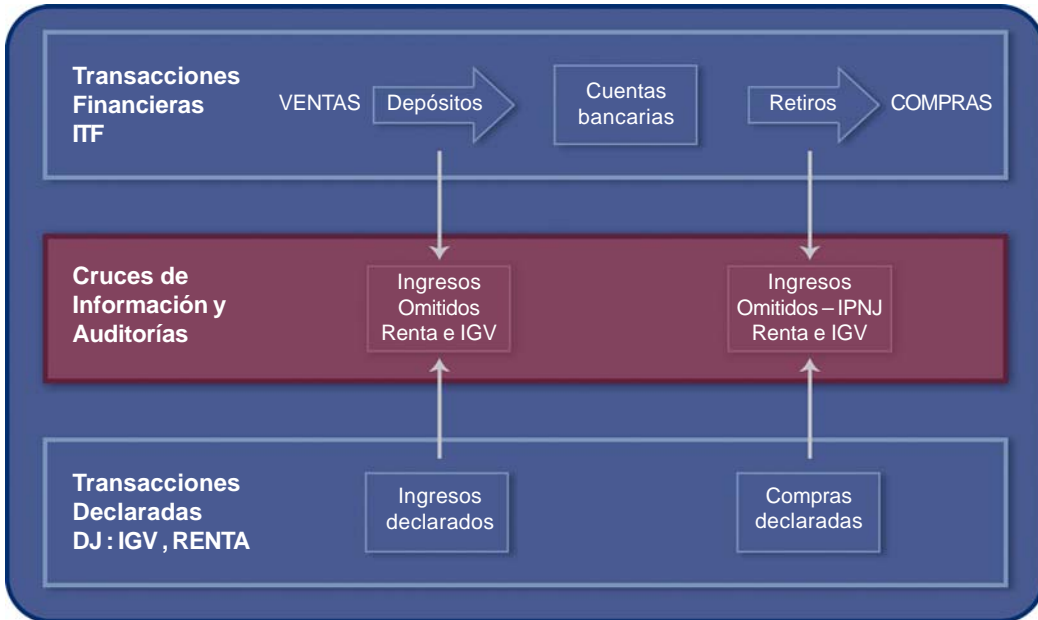 Transacciones
Financieras
ITF
VENTAS
Depósitos
Cuentas
bancarias
Retiros
COMPRAS
Cruces de
Información y
Auditorías
Ingresos
Omitidos
Renta e IGV
Ingresos
Omitidos – IPNJ
Renta e IGV
Transacciones
Declaradas
DJ : IGV , RENTA
Ingresos
declarados
Compras
declaradas